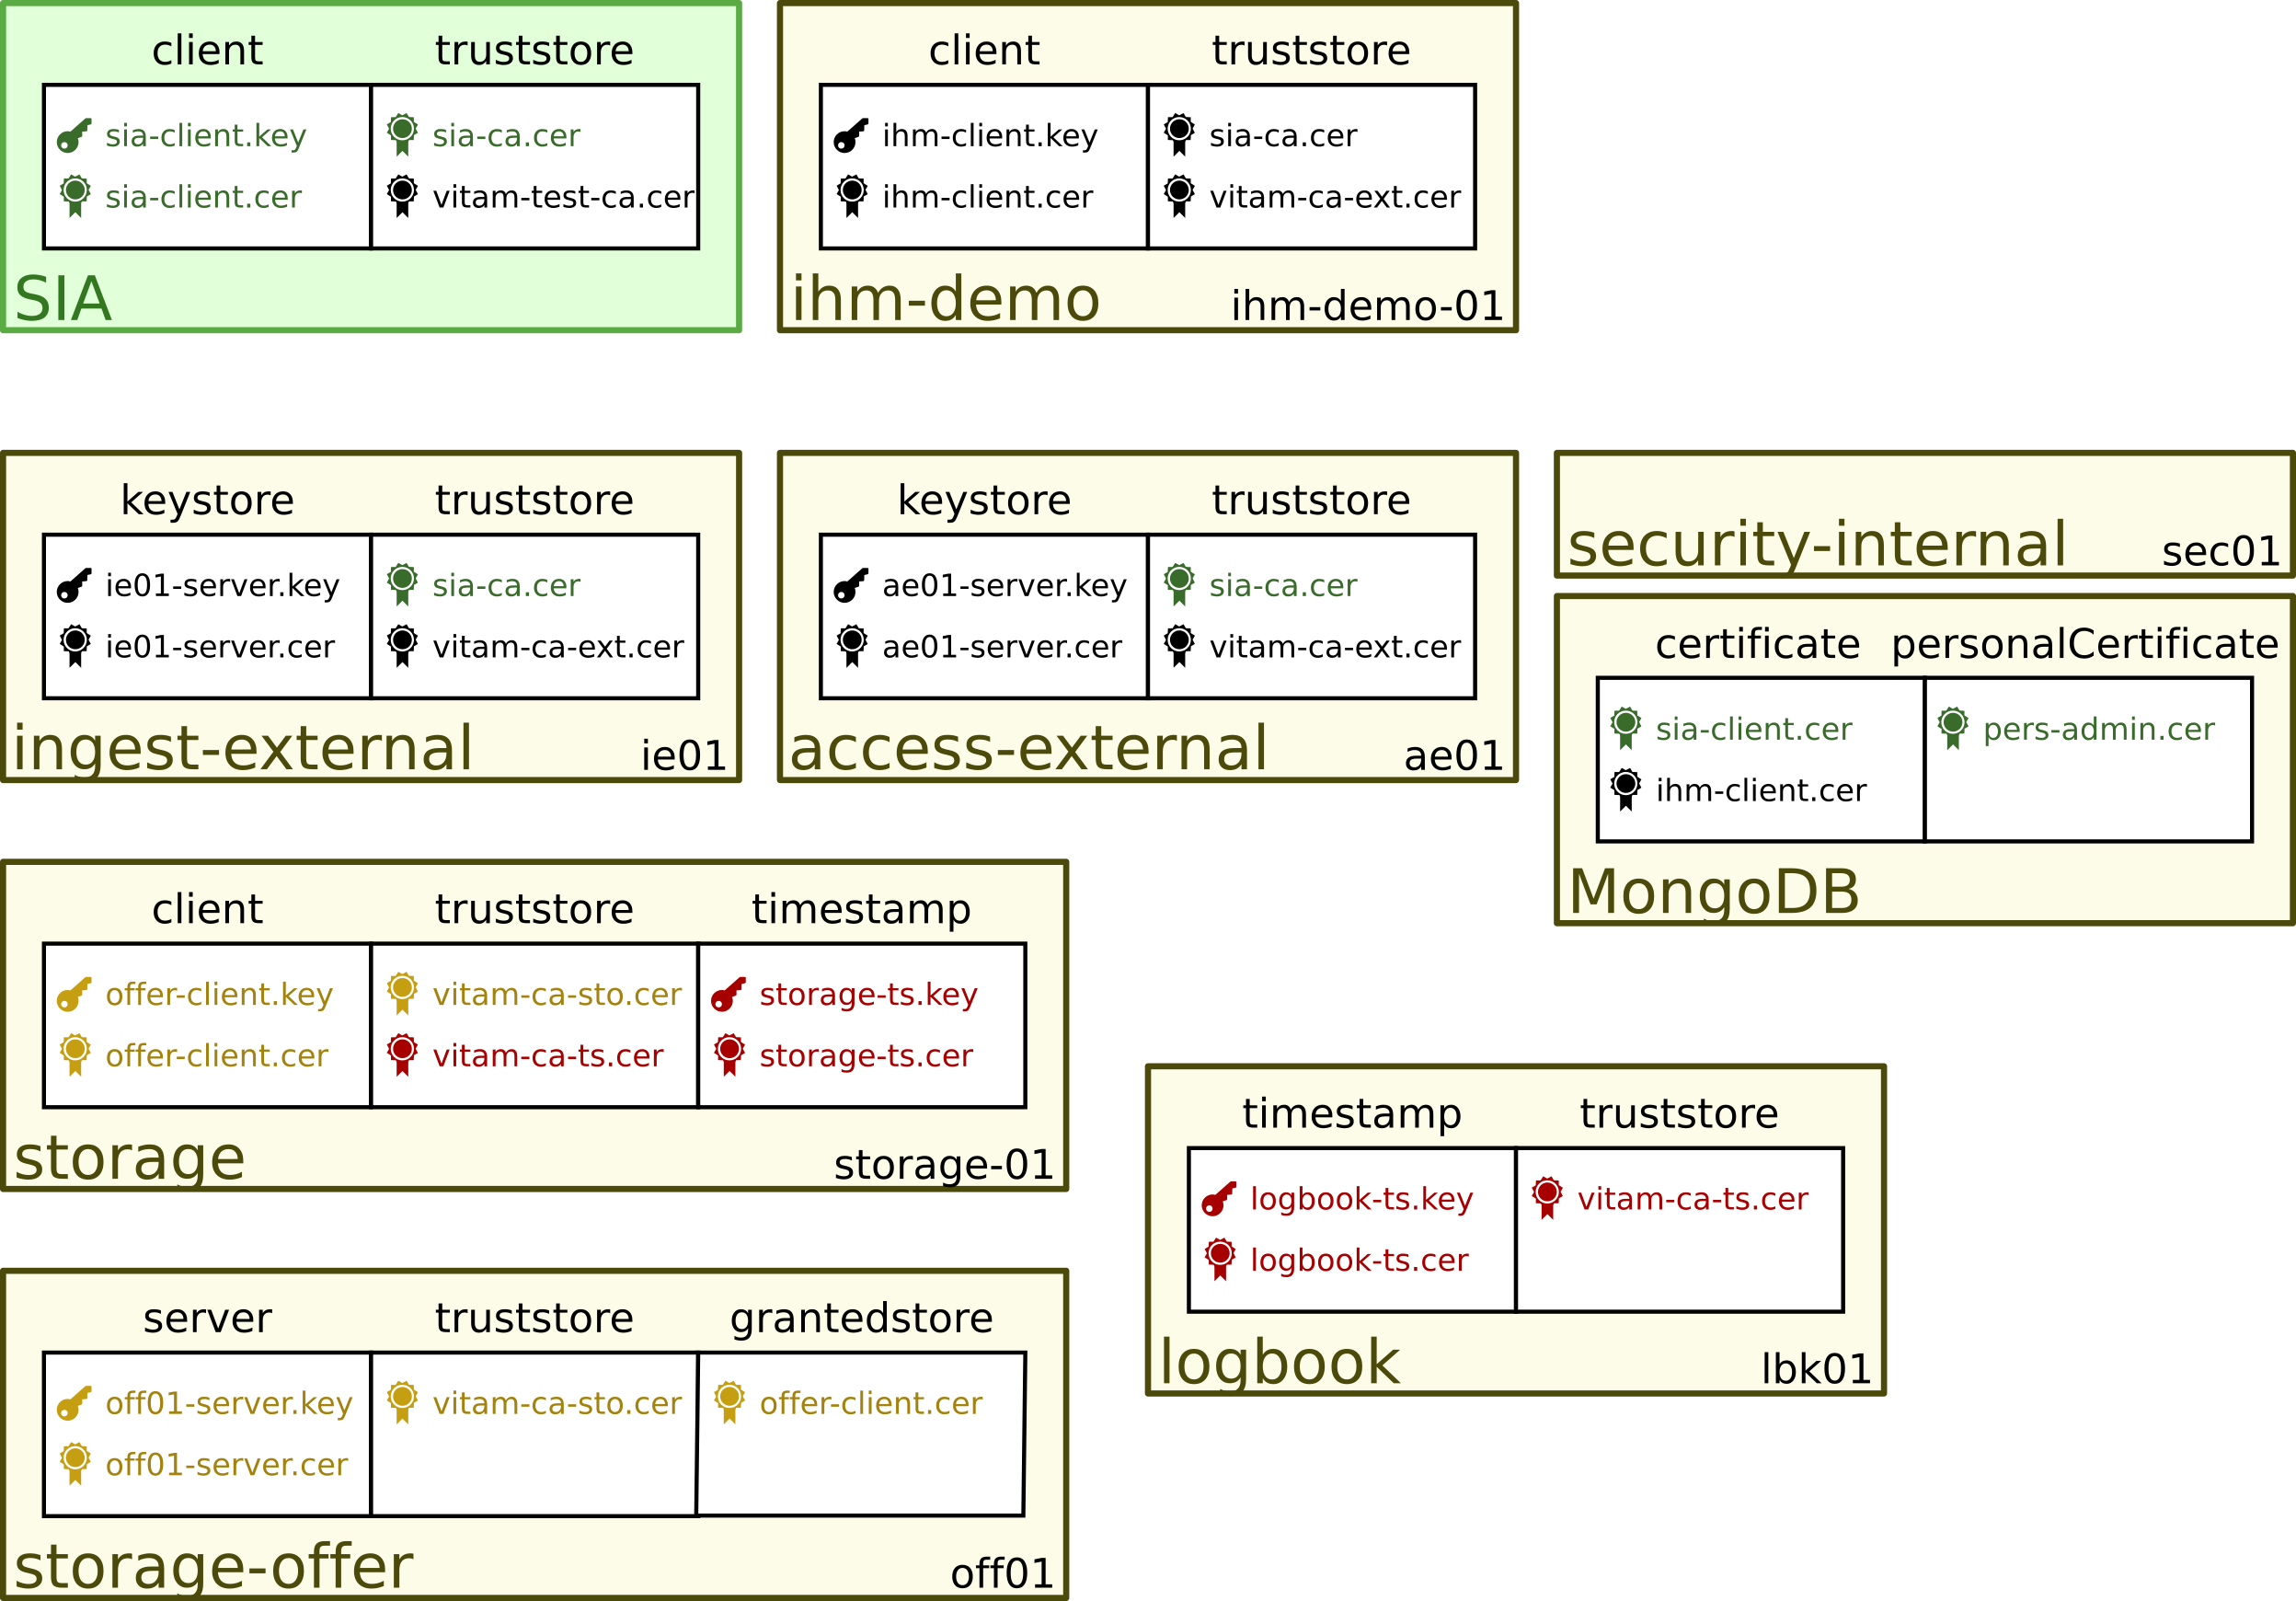 client truststore
sia-client.key sia-ca.cer
sia-client.cer vitam-test-ca.cer
SIA
client truststore
ihm-client.key sia-ca.cer
ihm-client.cer vitam-ca-ext.cer
ihm-demo ihm-demo-01
keystore truststore
ie01-server.key sia-ca.cer
ie01-server.cer vitam-ca-ext.cer
ingest-external ie01
keystore truststore
ae01-server.key sia-ca.cer
ae01-server.cer vitam-ca-ext.cer
access-external ae01
security-internal sec01
certificate personalCertificate
sia-client.cer pers-admin.cer
ihm-client.cer
MongoDB
client truststore timestamp
offer-client.key vitam-ca-sto.cer storage-ts.key
offer-client.cer vitam-ca-ts.cer storage-ts.cer
storage storage-01
timestamp truststore
logbook-ts.key vitam-ca-ts.cer
logbook-ts.cer
logbook lbk01
server truststore grantedstore
off01-server.key vitam-ca-sto.cer offer-client.cer
off01-server.cer
storage-offer off01